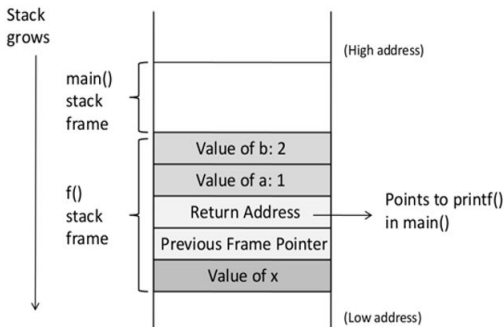 Stack
grows
(High address)
main()
stack
frame
Value of b: 2
Value of a: 1
f()
stack
frame
Return Address
Points to printf()
in main()
Previous Frame Pointer
Value of x
(Low address)